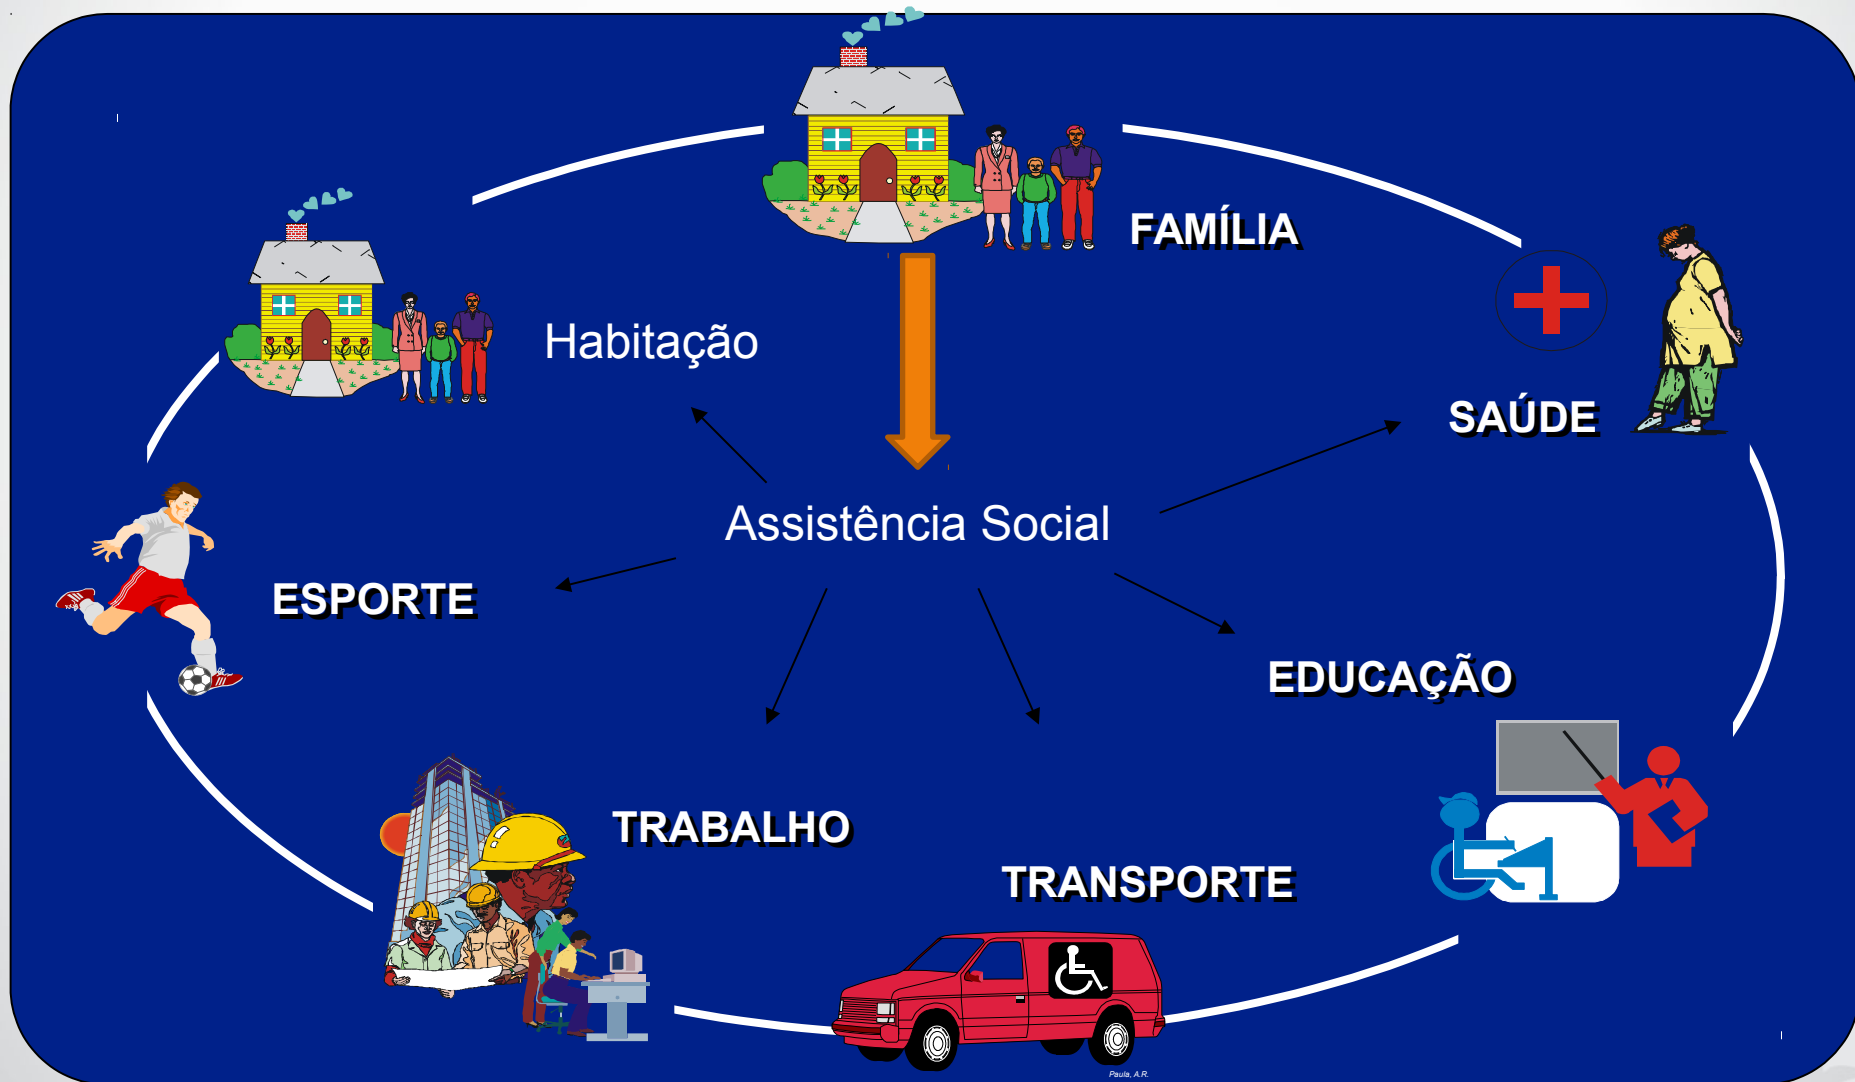 FAMÍLIA
Habitação
SAÚDE
Assistência Social
ESPORTE
EDUCAÇÃO
TRABALHO
TRANSPORTE
Paula, A.R.